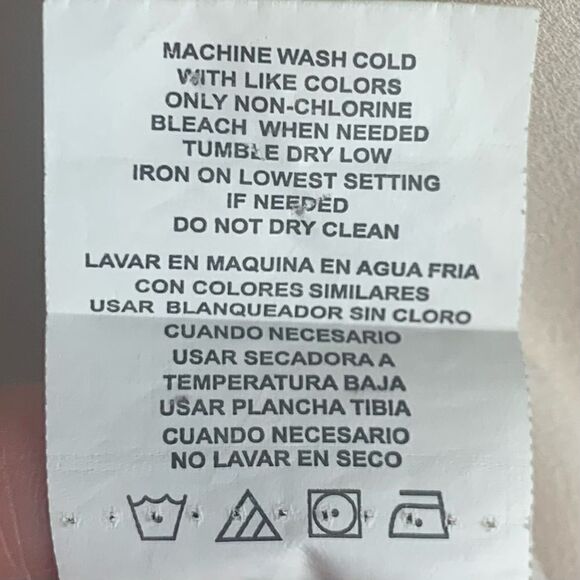 MACHINE WASH COLD
WITH LIKE COLORS
ONLY NON-CHLORINE
BLEACH WHEN NEEDED
TUMBLE DRY LOW
IRON ON LOWEST SETTING
IF NEEDED
DO NOT DRY CLEAN
LAVAR EN MAQUINA EN AGUA FRIA
CON COLORES SIMILARES
USAR BLANQUEADOR SIN CLORO
CUANDO NECESARIO
USAR SECADORA A
TEMPERATURA BAJA
USAR PLANCHA TIBIA
CUANDO NECESARIO
NO LAVAR EN SECO